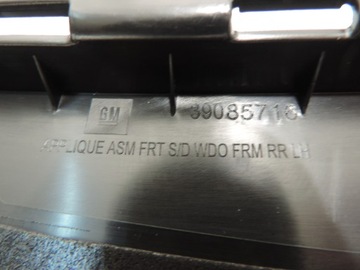 GM 39085718
APPLIQUE ASM FRT S/D WDO FRM RR LH